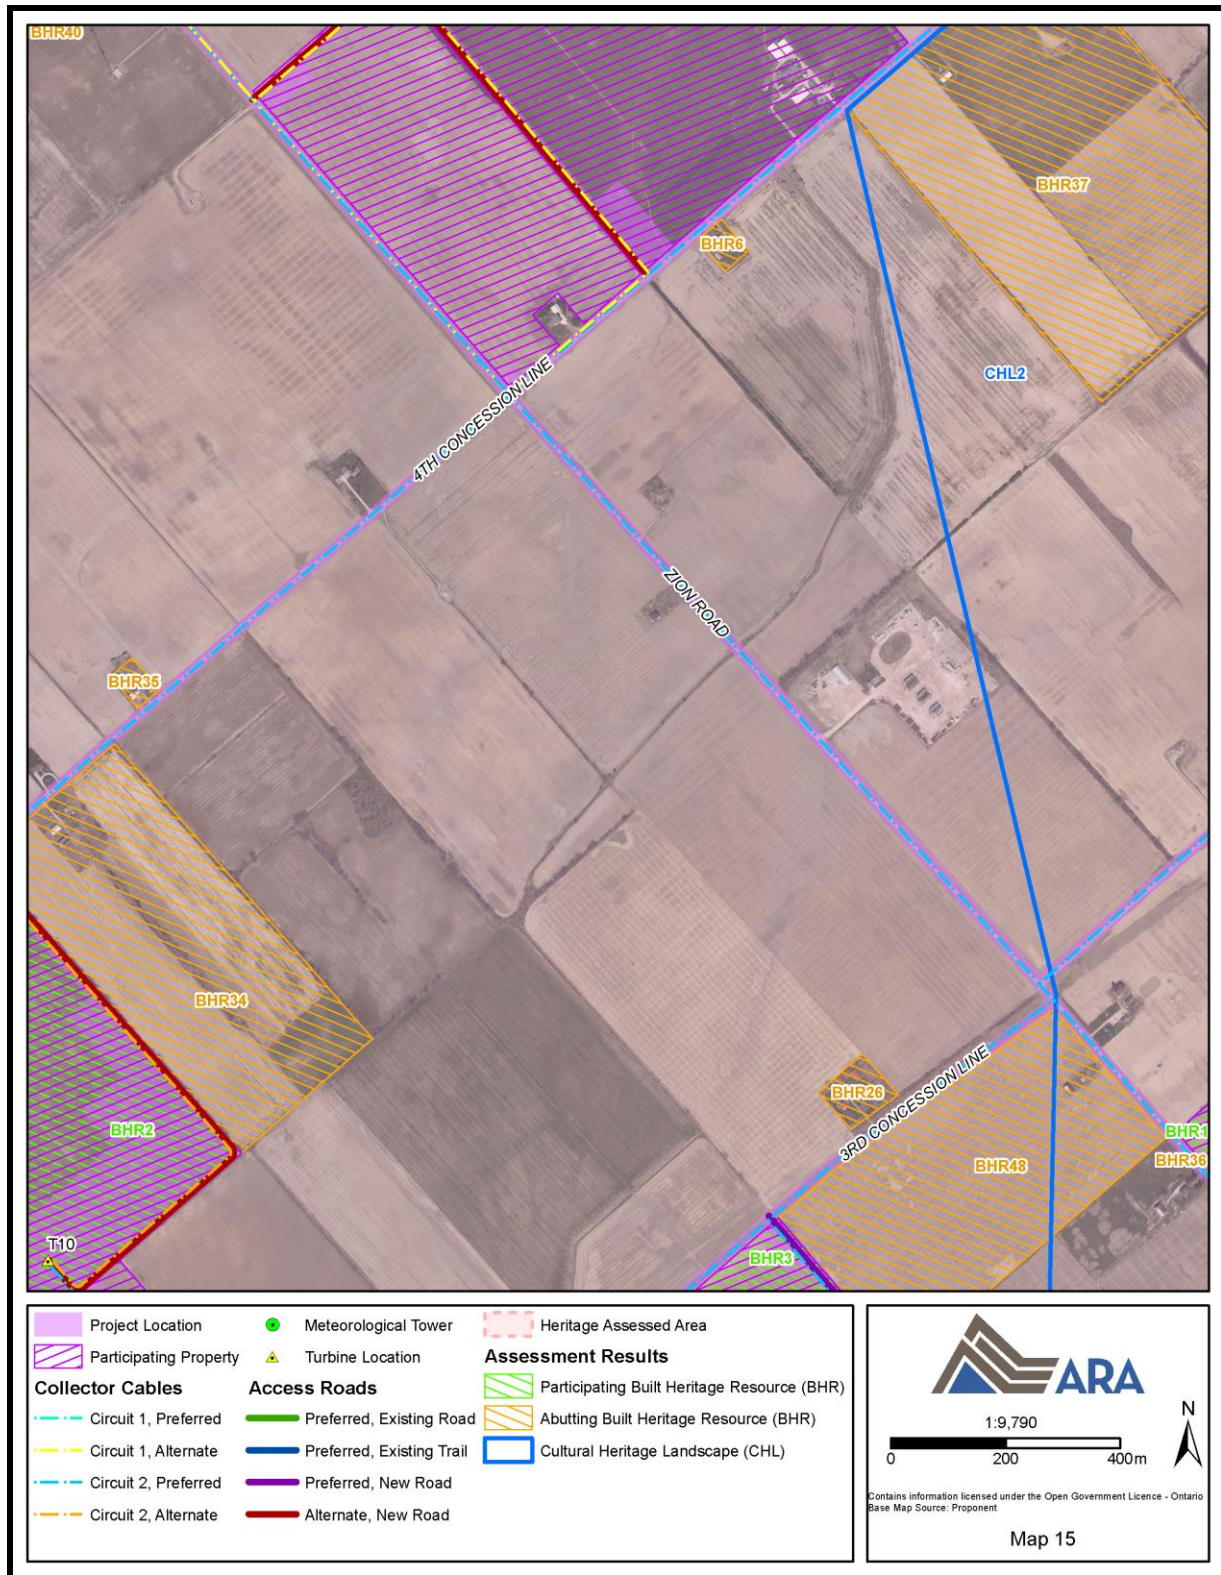 BHR40
BHR37
BHR6
CHL2
4TH CONCESSION LINE
ZION ROAD
BHR35
BHR34
BHR26
3RD CONCESSION LINE
BHR2
BHR48
BHR1
BHR36
T10
BHR3
Project Location
Participating Property
Collector Cables
Circuit 1, Preferred
Circuit 1, Alternate
Circuit 2, Preferred
Circuit 2, Alternate
Meteorological Tower
Turbine Location
Access Roads
Preferred, Existing Road
Preferred, Existing Trail
Preferred, New Road
Alternate, New Road
Heritage Assessed Area
Assessment Results
Participating Built Heritage Resource (BHR)
Abutting Built Heritage Resource (BHR)
Cultural Heritage Landscape (CHL)
ARA
N
1:9,790
0 200 400m
Contains information licensed under the Open Government Licence - Ontario
Base Map Source: Proponent
Map 15